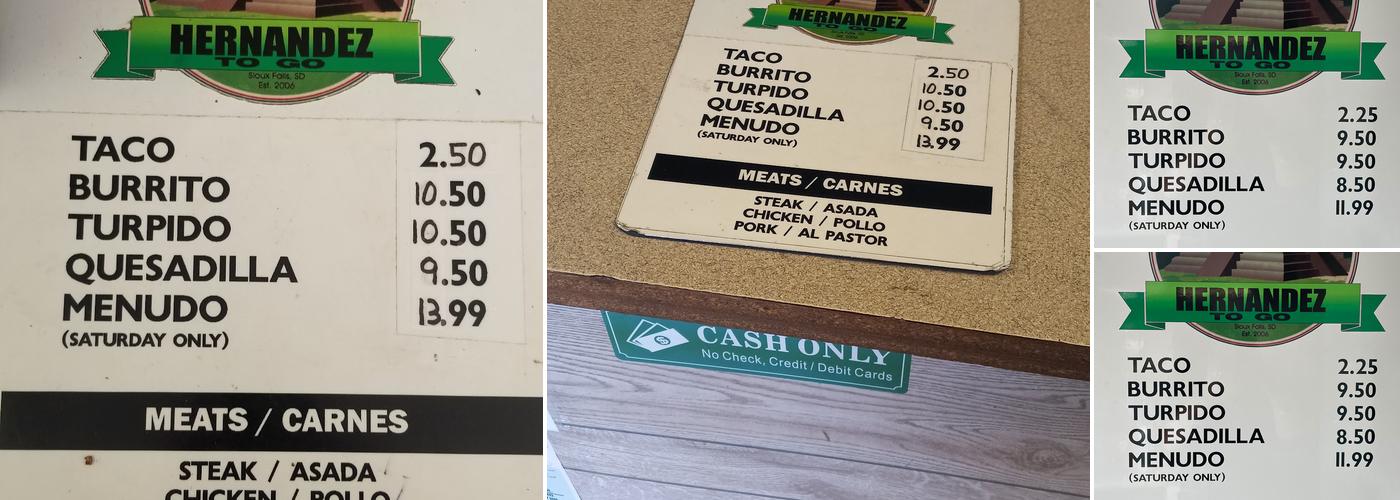 HERNANDEZ
TO GO
Sioux Falls, SD
Est. 2006
TACO 2.50
BURRITO 10.50
TURPIDO 10.50
QUESADILLA 9.50
MENUDO 13.99
(SATURDAY ONLY)
MEATS / CARNES
STEAK / ASADA
CHICKEN / POLLO
HERNANDEZ
TO GO
TACO 2.50
BURRITO 10.50
TURPIDO 10.50
QUESADILLA 9.50
MENUDO 13.99
(SATURDAY ONLY)
MEATS / CARNES
STEAK / ASADA
CHICKEN / POLLO
PORK / AL PASTOR
CASH ONLY
No Check, Credit / Debit Cards
HERNANDEZ
TO GO
Sioux Falls, SD
Est. 2006
TACO 2.25
BURRITO 9.50
TURPIDO 9.50
QUESADILLA 8.50
MENUDO 11.99
(SATURDAY ONLY)
HERNANDEZ
TO GO
Sioux Falls, SD
Est. 2006
TACO 2.25
BURRITO 9.50
TURPIDO 9.50
QUESADILLA 8.50
MENUDO 11.99
(SATURDAY ONLY)